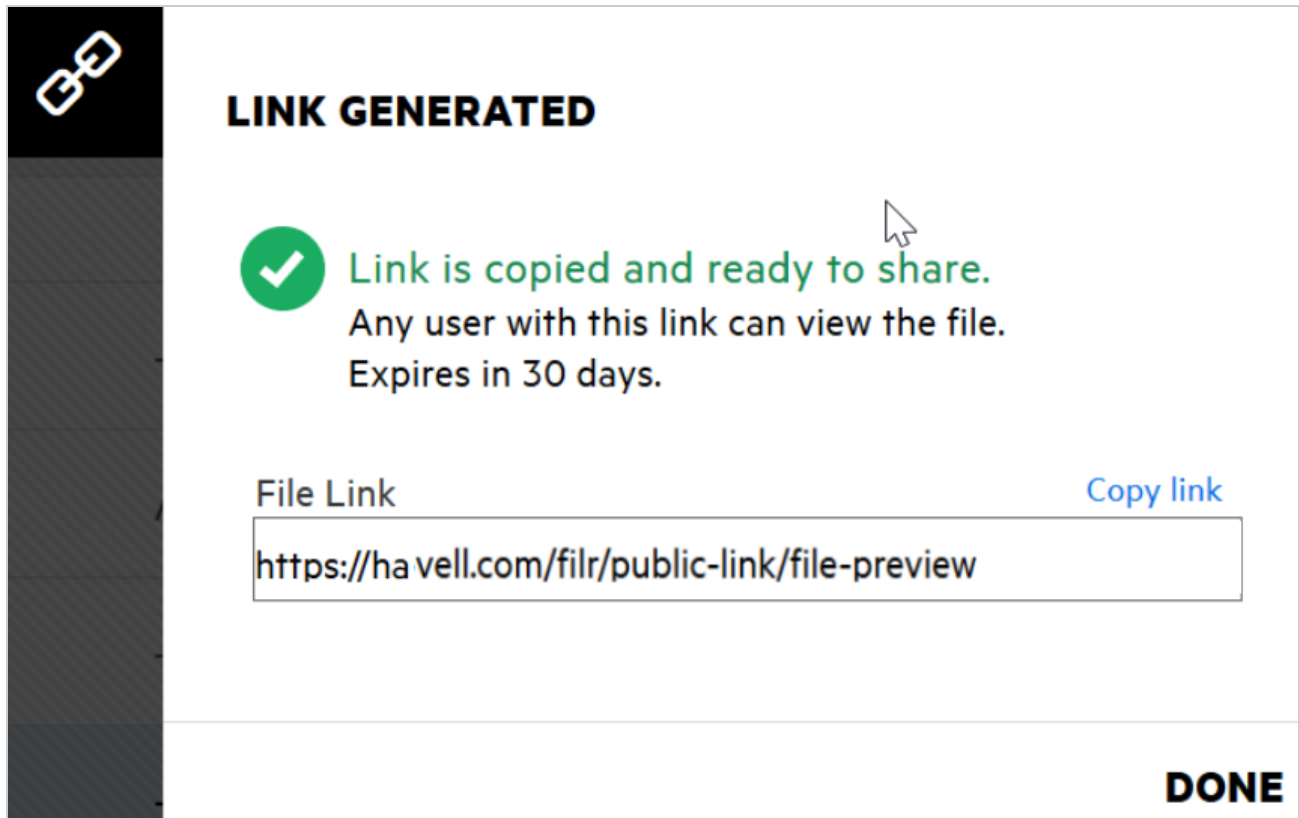 LINK GENERATED
Link is copied and ready to share.
Any user with this link can view the file.
Expires in 30 days.
File Link
Copy link
https://ha vell.com/filr/public-link/file-preview
DONE